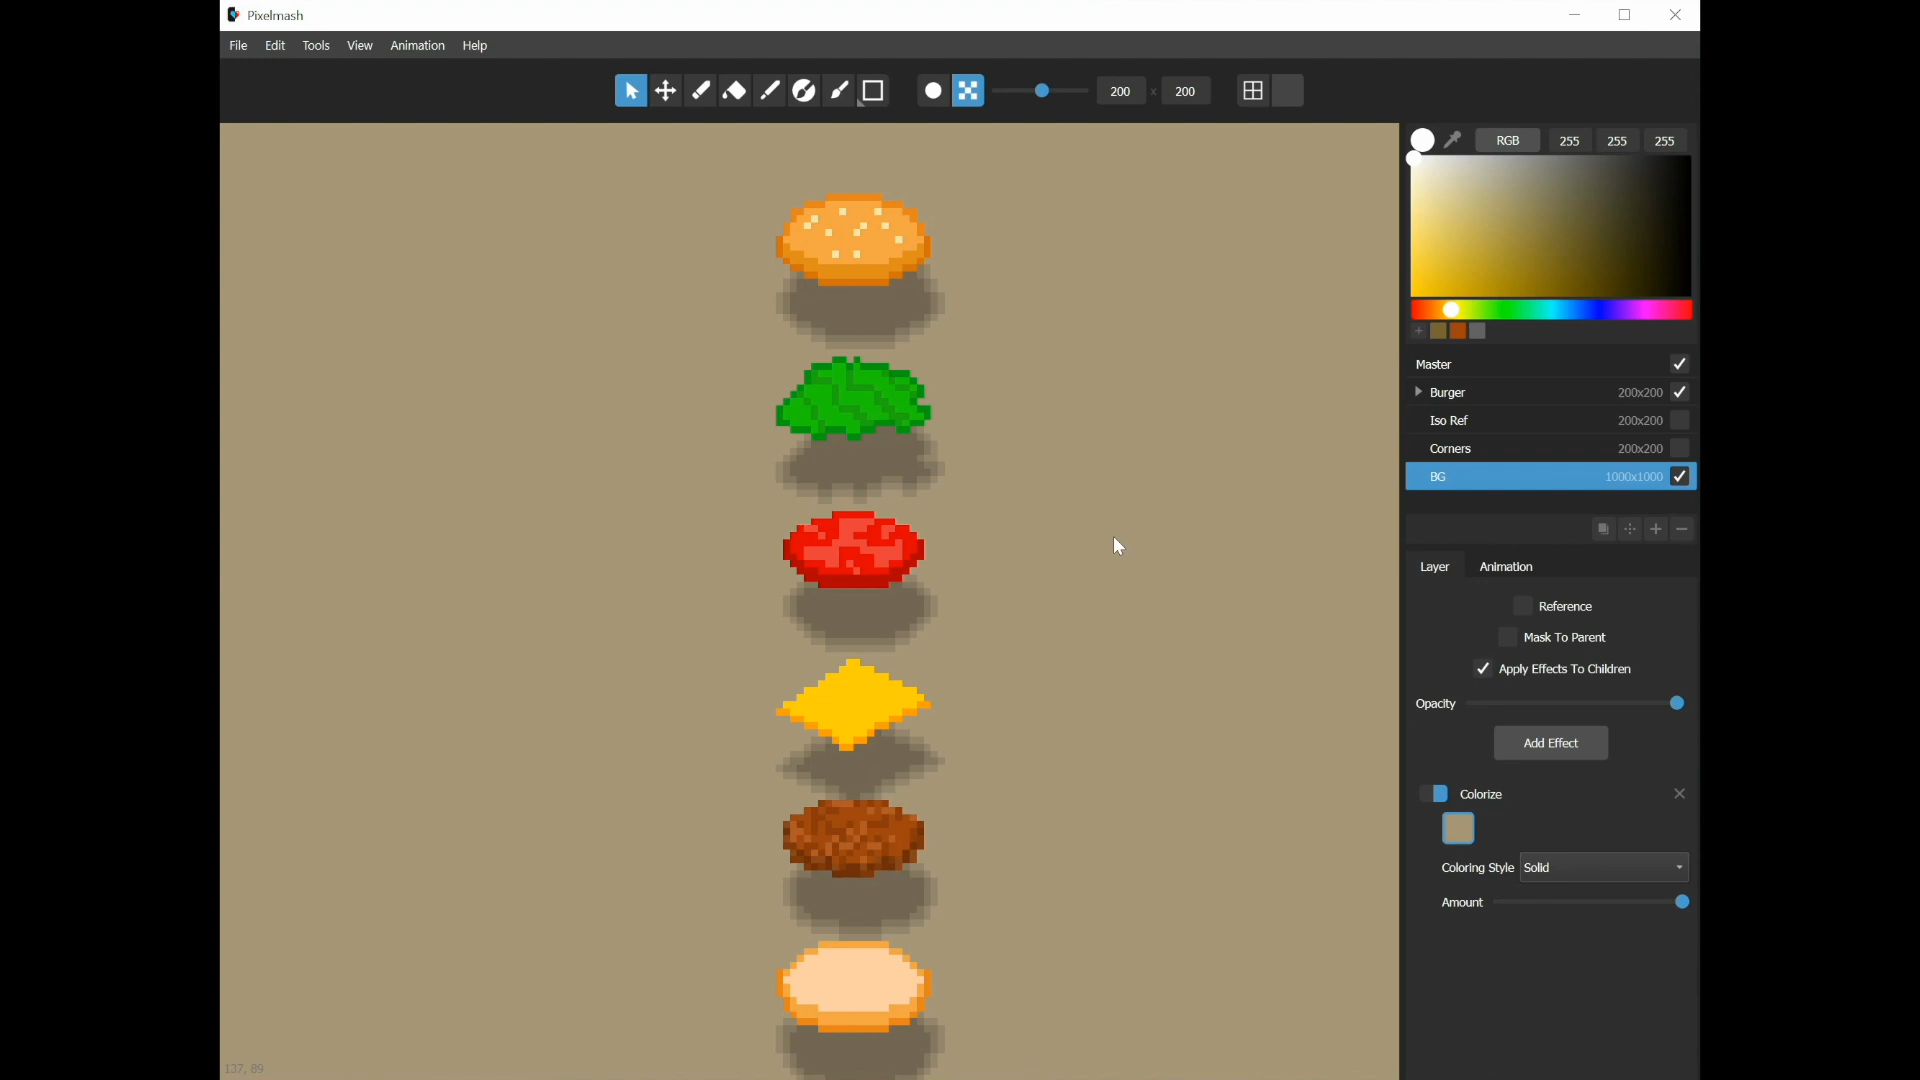 Pixelmash
File Edit Tools View Animation Help
200 x 200
RGB 255 255 255
Master
Burger 200x200
Iso Ref 200x200
Corners 200x200
BG 1000x1000
Layer Animation
Reference
Mask To Parent
Apply Effects To Children
Opacity
Add Effect
Colorize
Coloring Style Solid
Amount
137, 89